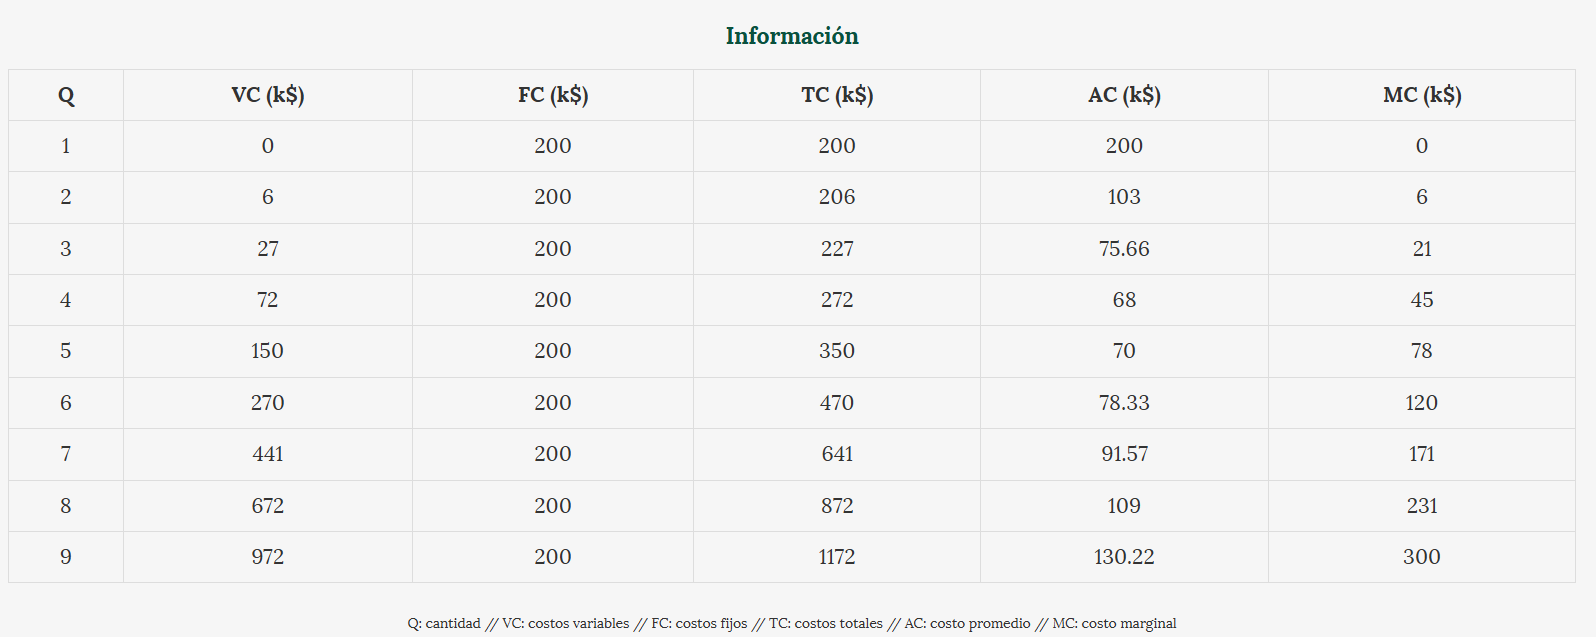 Información
Q VC (k$) FC (k$) TC (k$) AC (k$) MC (k$)
1 0 200 200 200 0
2 6 200 206 103 6
3 27 200 227 75.66 21
4 72 200 272 68 45
5 150 200 350 70 78
6 270 200 470 78.33 120
7 441 200 641 91.57 171
8 672 200 872 109 231
9 972 200 1172 130.22 300
Q: cantidad // VC: costos variables // FC: costos fijos // TC: costos totales // AC: costo promedio // MC: costo marginal